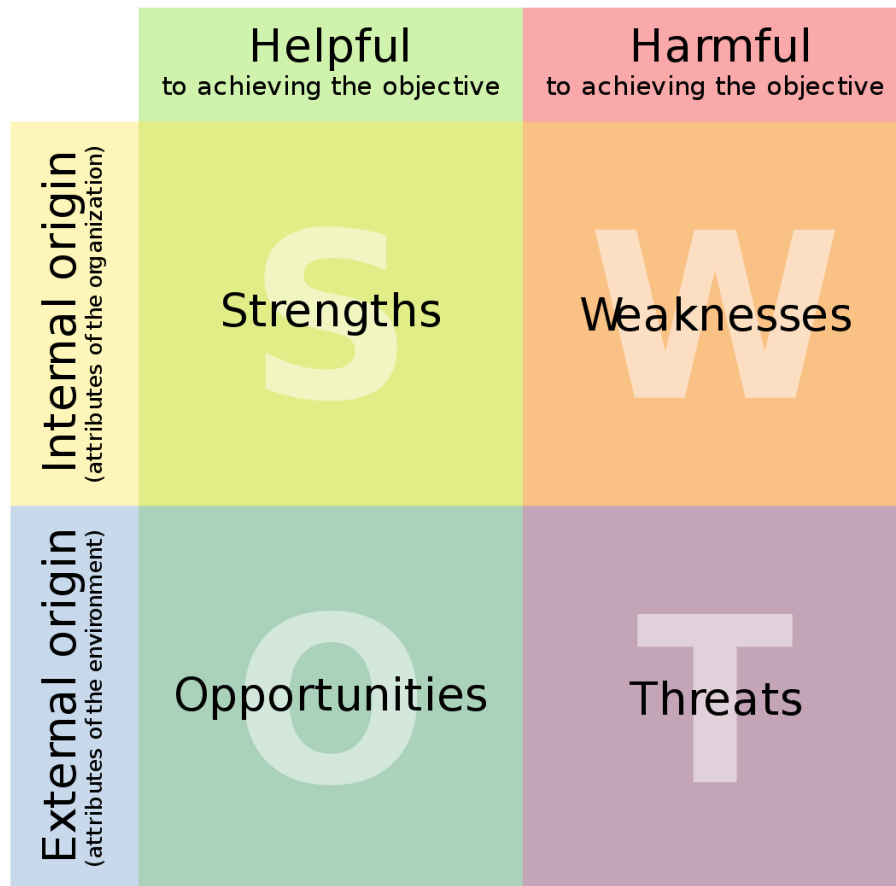 Helpful
to achieving the objective
Harmful
to achieving the objective
Internal origin
(attributes of the organization)
S
Strengths
W
Weaknesses
External origin
(attributes of the environment)
O
Opportunities
T
Threats